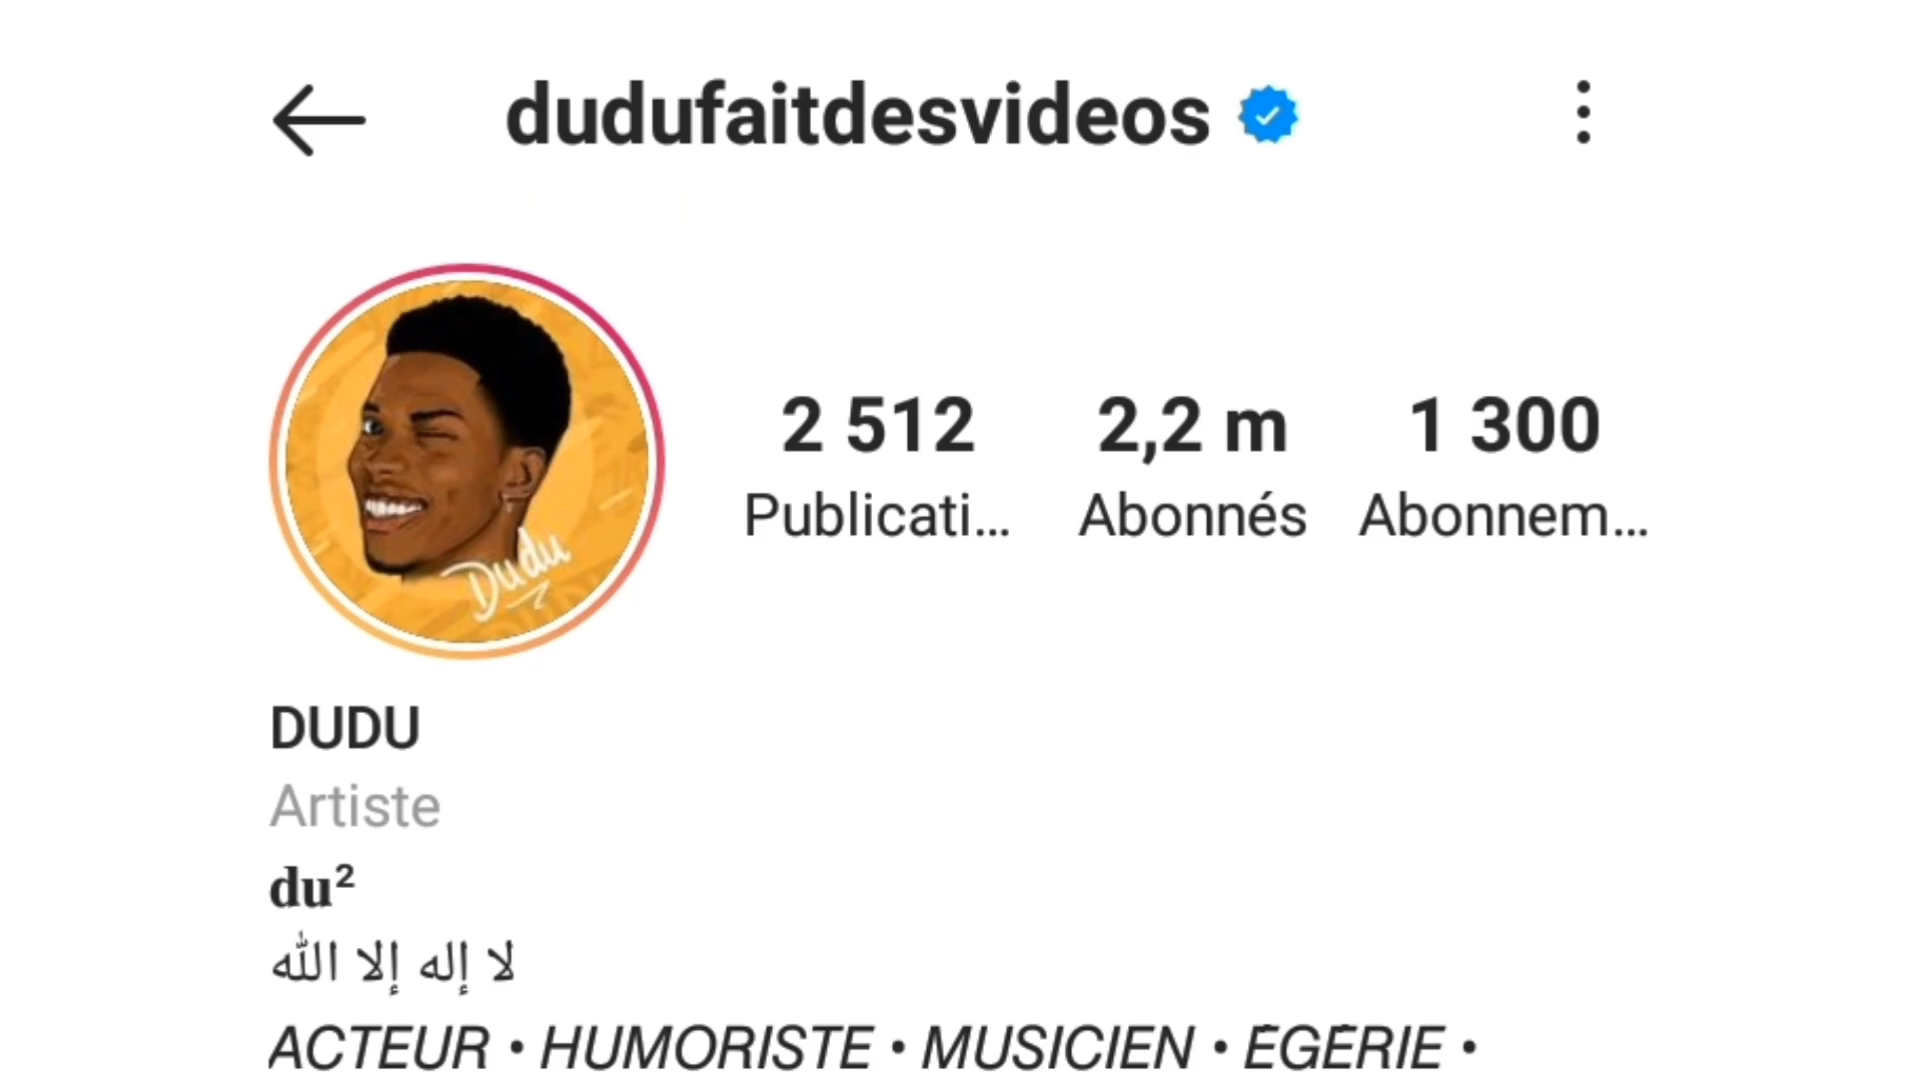 dudufaitdesvideos
2 512 2,2 m 1 300
Publicati... Abonnés Abonnem...
Dudu
DUDU
Artiste
du²
لا إله إلا الله
ACTEUR • HUMORISTE • MUSICIEN • ÉGÉRIE •